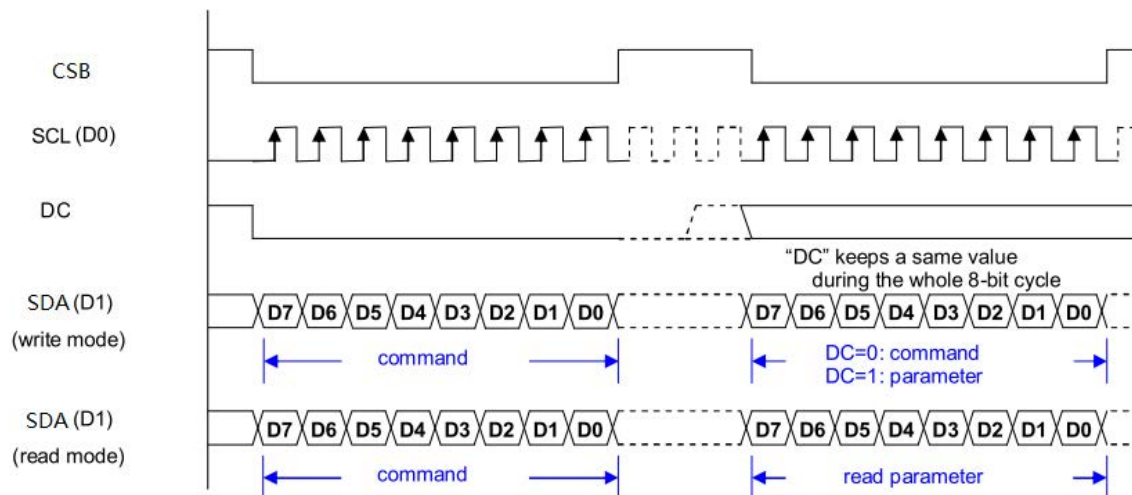 CSB
SCL (D0)
DC
"DC" keeps a same value
during the whole 8-bit cycle
SDA (D1)
(write mode)
D7 D6 D5 D4 D3 D2 D1 D0
D7 D6 D5 D4 D3 D2 D1 D0
command
DC=0: command
DC=1: parameter
SDA (D1)
(read mode)
D7 D6 D5 D4 D3 D2 D1 D0
D7 D6 D5 D4 D3 D2 D1 D0
command
read parameter